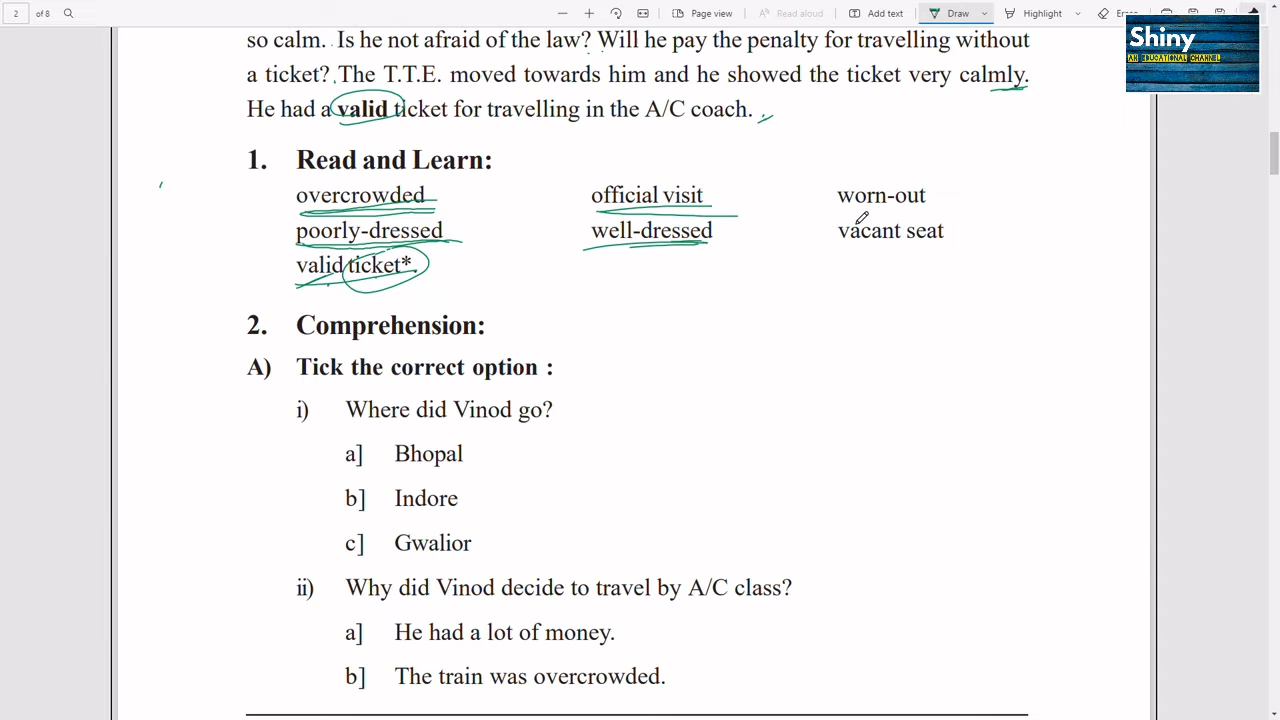 2 of 8
Page view
Read aloud
Add text
Draw
Highlight
Shiny
AN EDUCATIONAL CHANNEL
so calm. Is he not afraid of the law? Will he pay the penalty for travelling without
a ticket? The T.T.E. moved towards him and he showed the ticket very calmly.
He had a valid ticket for travelling in the A/C coach.
1. Read and Learn:
overcrowded official visit worn-out
poorly-dressed well-dressed vacant seat
valid ticket*.
2. Comprehension:
A) Tick the correct option :
i) Where did Vinod go?
a] Bhopal
b] Indore
c] Gwalior
ii) Why did Vinod decide to travel by A/C class?
a] He had a lot of money.
b] The train was overcrowded.